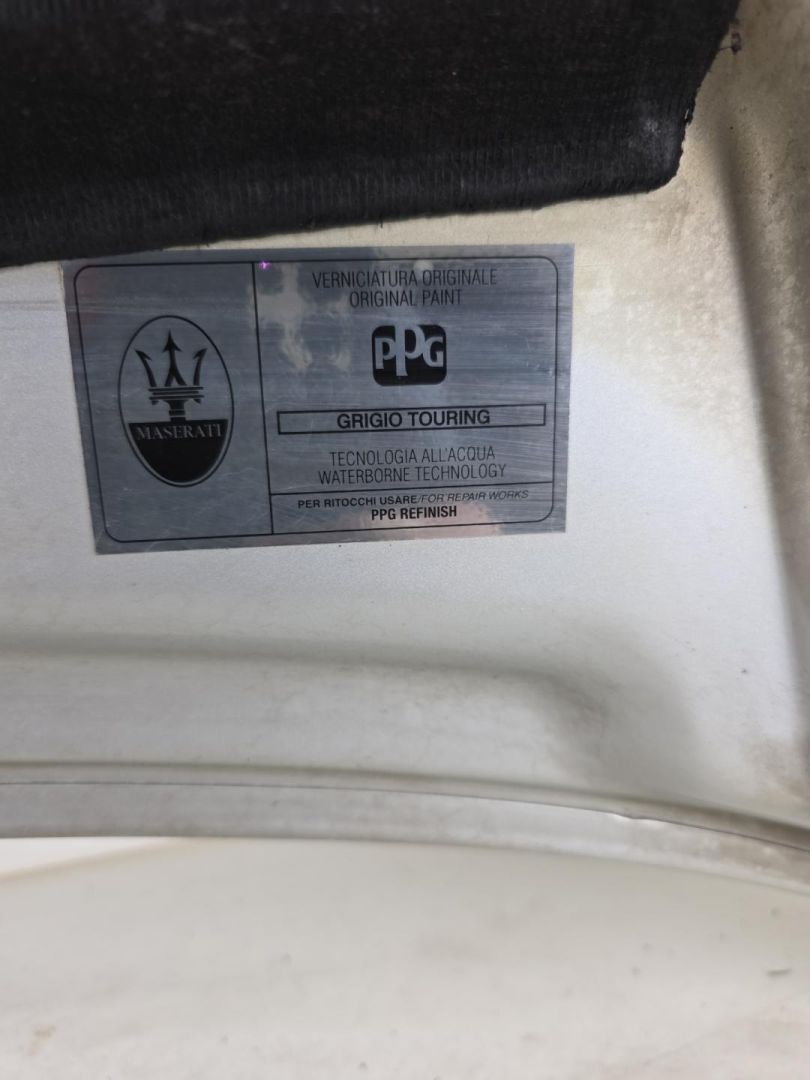 MASERATI
VERNICIATURA ORIGINALE
ORIGINAL PAINT
PPG
GRIGIO TOURING
TECNOLOGIA ALL'ACQUA
WATERBORNE TECHNOLOGY
PER RITOCCHI USARE/FOR REPAIR WORKS
PPG REFINISH